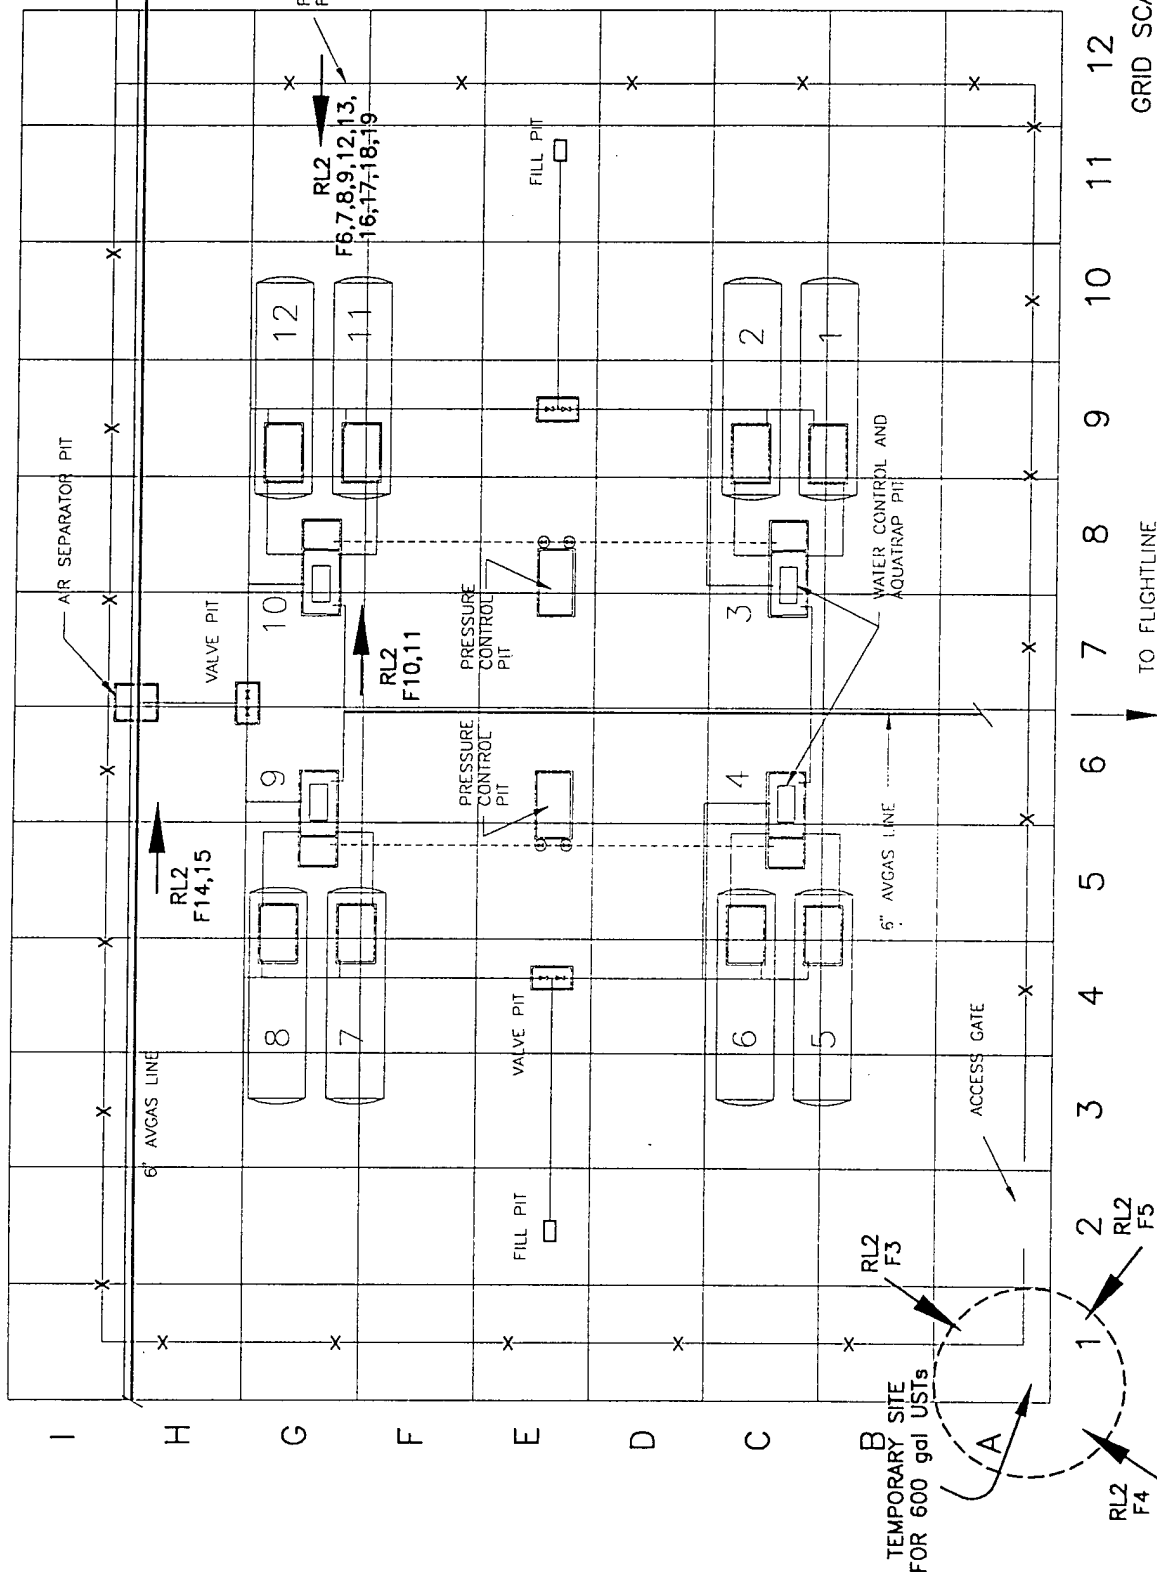 AIR SEPARATOR PIT
VALVE PIT
6" AVGAS LINE
RL2
F14,15
RL2
F6,7,8,9,12,13,
16,17,18,19
RL2
F10,11
FILL PIT
PRESSURE
CONTROL
PIT
PRESSURE
CONTROL
PIT
VALVE PIT
FILL PIT
WATER CONTROL AND
AQUATRAP PIT
6" AVGAS LINE
ACCESS GATE
12
11
10
9
8
7
2
1
3
4
6
5
I
H
G
F
E
D
C
B
A
1
2
3
4
5
6
7
8
9
10
11
12
GRID SCA
TO FLIGHTLINE
RL2
F3
RL2
F5
RL2
F4
TEMPORARY SITE
FOR 600 gal USTs